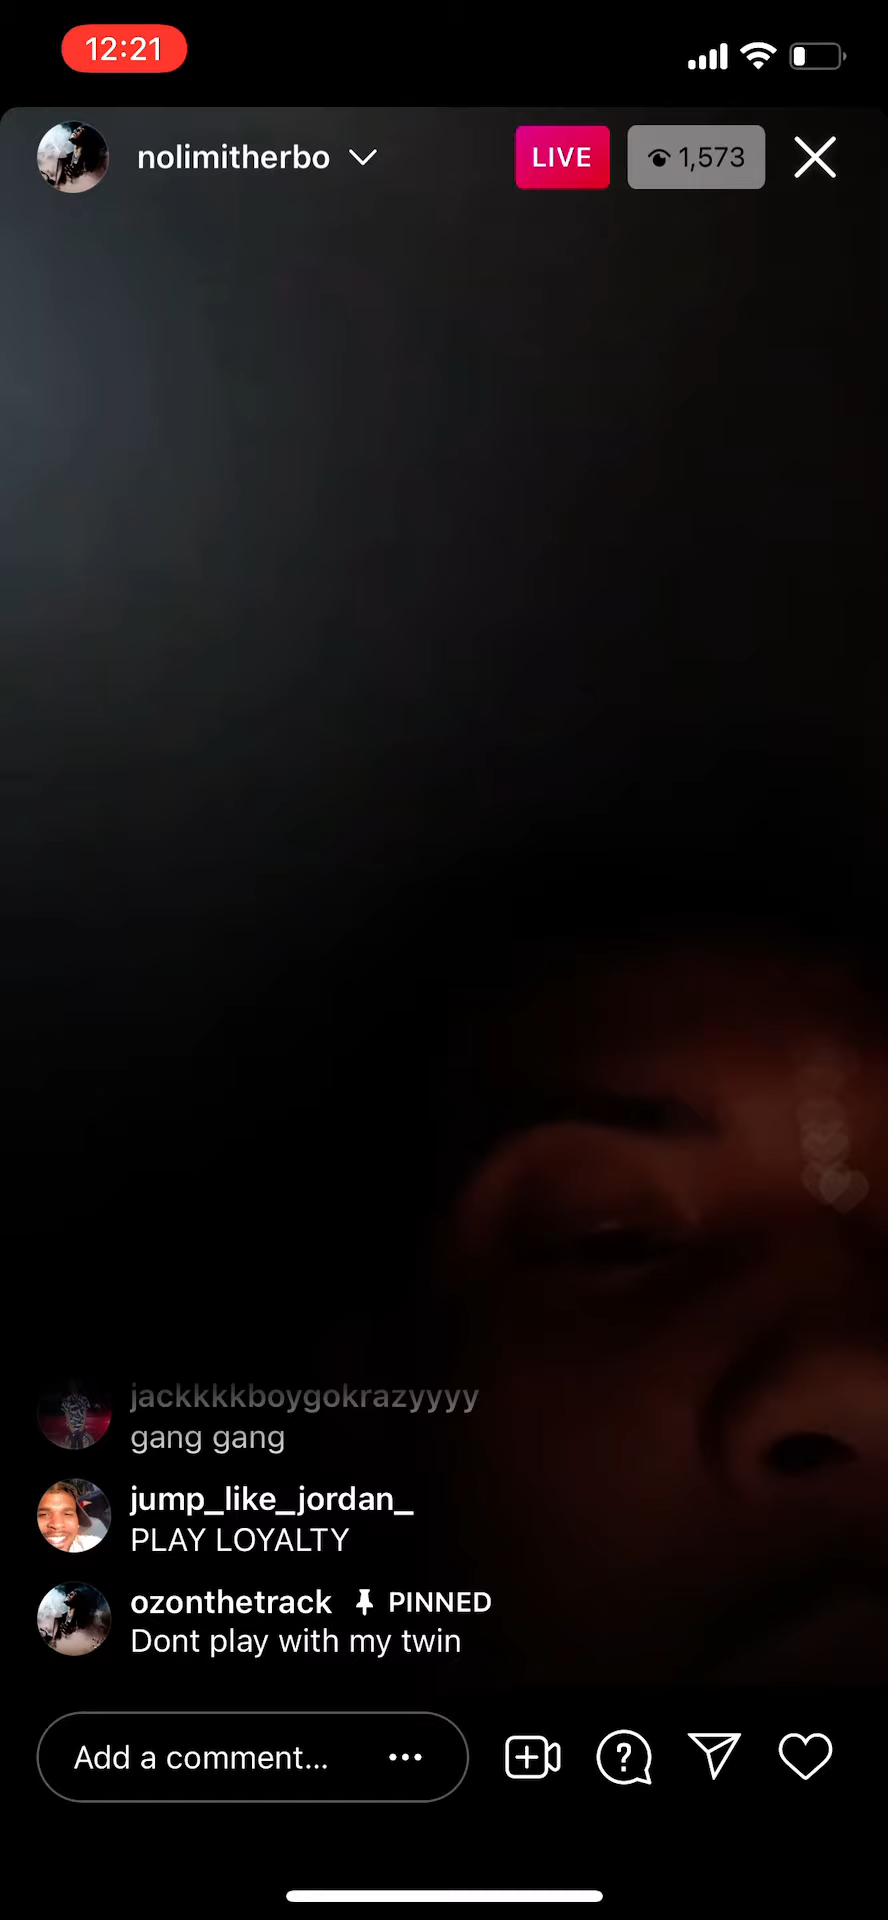 12:21
nolimitherbo
LIVE
1,573
jackkkkboygokrazyyyy
gang gang
jump_like_jordan_
PLAY LOYALTY
ozonthetrack PINNED
Dont play with my twin
Add a comment...